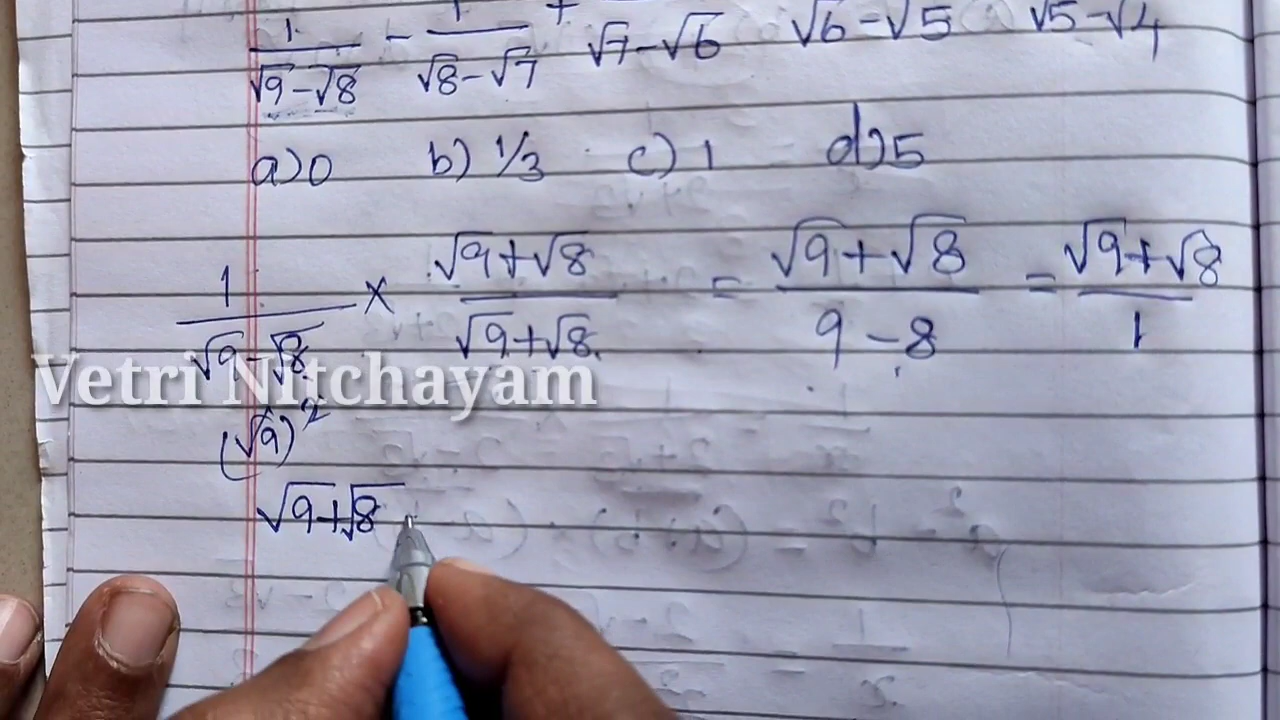 1/(√9-√8) - 1/(√8-√7) + √7-√6 √6-√5 √5-√4
a) 0 b) 1/3 c) 1 d) 5
1/(√9-√8) × (√9+√8)/(√9+√8) = (√9+√8)/(9-8) = (√9+√8)/1
Vetri Nitchayam
(√9)²
√9+√8